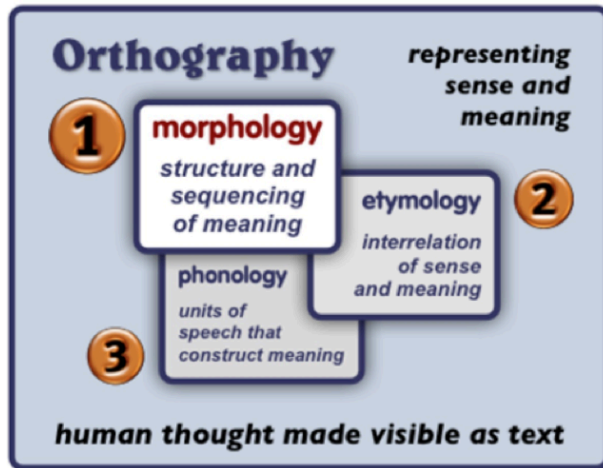 Orthography
representing
sense and
meaning
1
morphology
structure and
sequencing
of meaning
2
etymology
interrelation
of sense
and meaning
3
phonology
units of
speech that
construct meaning
human thought made visible as text